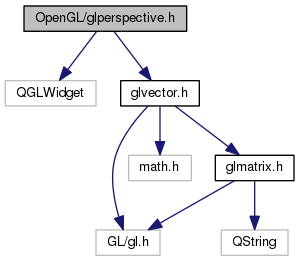 OpenGL/glperspective.h
QGLWidget
glvector.h
math.h
glmatrix.h
GL/gl.h
QString